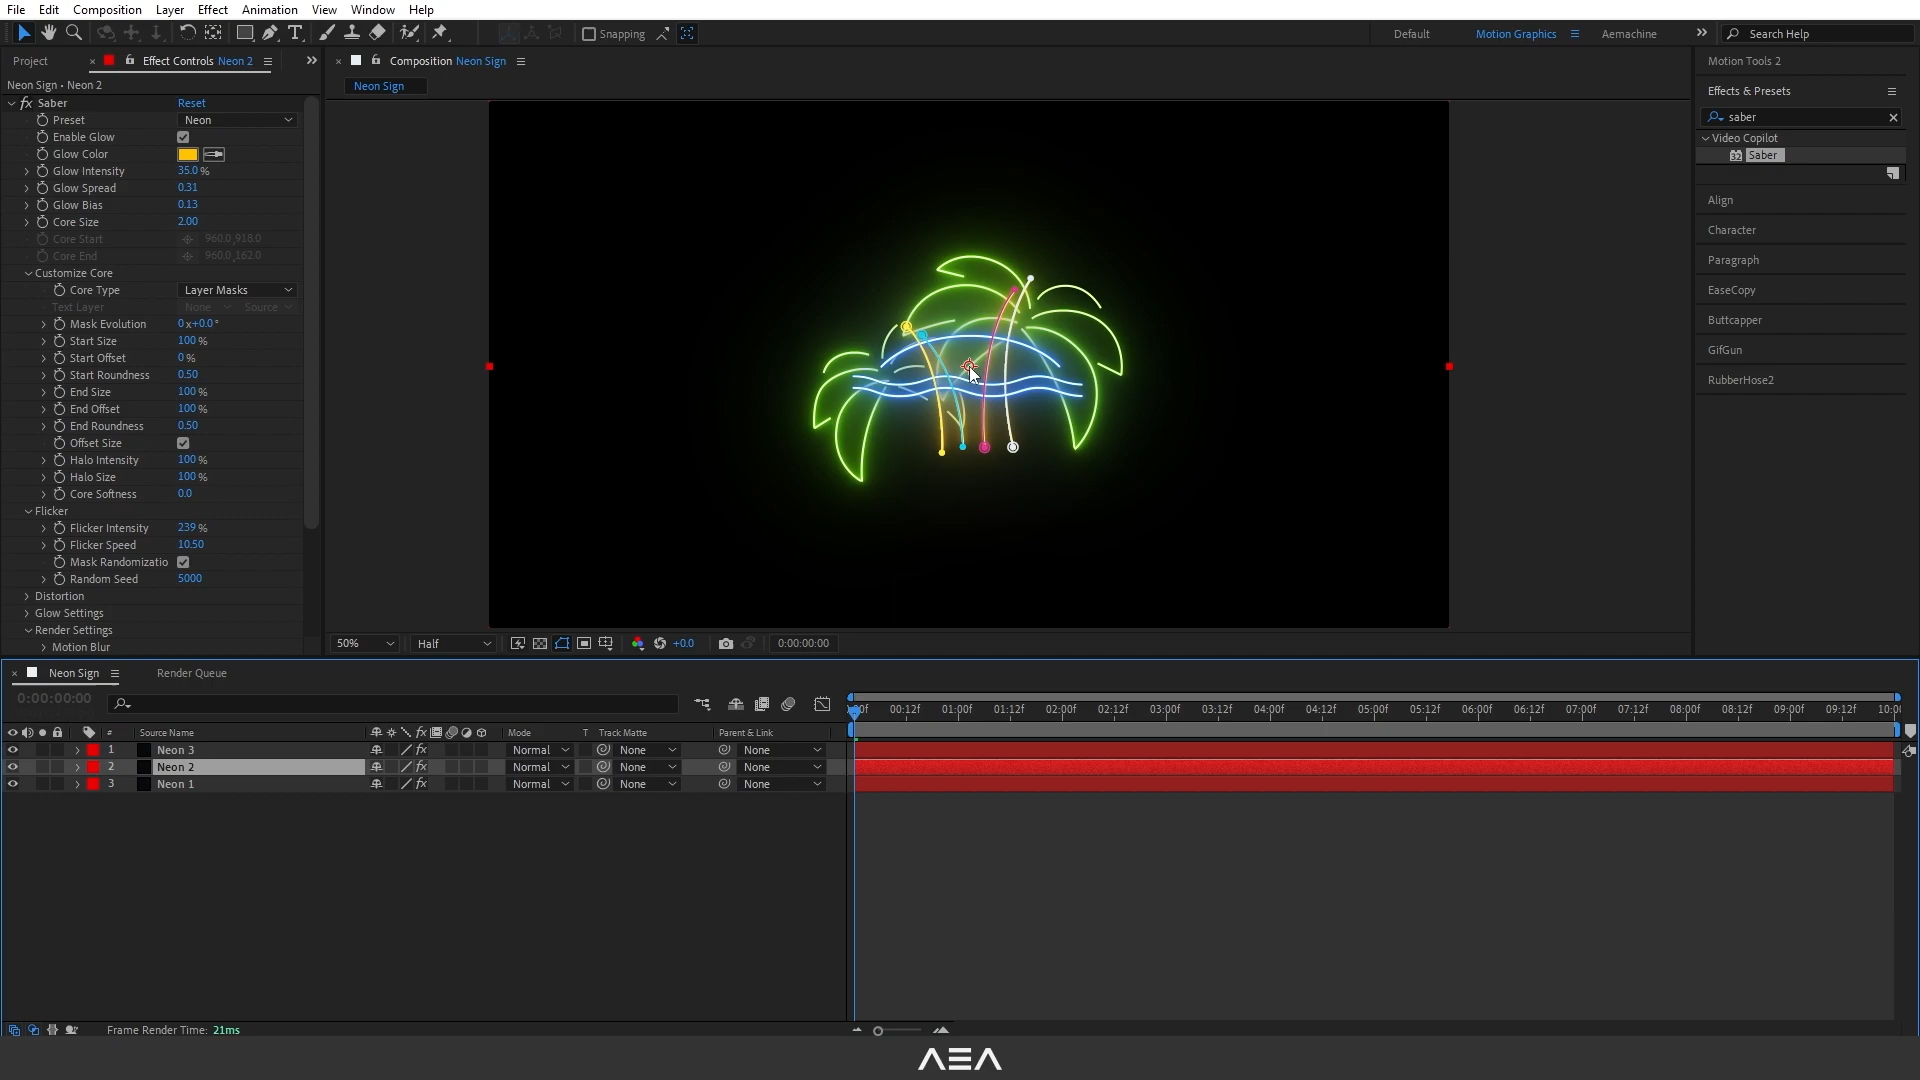 File Edit Composition Layer Effect Animation View Window Help
Snapping Default Motion Graphics Aemachine Search Help
Project Effect Controls Neon 2 Composition Neon Sign Motion Tools 2
Neon Sign • Neon 2 Neon Sign Effects & Presets
fx Saber Reset
Preset Neon saber
Enable Glow Video Copilot
Glow Color Saber
Glow Intensity 35.0 %
Glow Spread 0.31
Glow Bias 0.13 Align
Core Size 2.00
Core Start 960.0,918.0 Character
Core End 960.0,162.0 Paragraph
Customize Core
Core Type Layer Masks EaseCopy
Text Layer None Source
Mask Evolution 0x+0.0° Buttcapper
Start Size 100 %
Start Offset 0 % GifGun
Start Roundness 0.50 RubberHose2
End Size 100 %
End Offset 100 %
End Roundness 0.50
Offset Size
Halo Intensity 100 %
Halo Size 100 %
Core Softness 0.0
Flicker
Flicker Intensity 239 %
Flicker Speed 10.50
Mask Randomizatio
Random Seed 5000
Distortion
Glow Settings
Render Settings
Motion Blur 50% Half +0.0 0:00:00:00
Neon Sign Render Queue
0:00:00:00
00f 00:12f 01:00f 01:12f 02:00f 02:12f 03:00f 03:12f 04:00f 04:12f 05:00f 05:12f 06:00f 06:12f 07:00f 07:12f 08:00f 08:12f 09:00f 09:12f 10:00
# Source Name fx Mode T Track Matte Parent & Link
1 Neon 3 fx Normal None None
2 Neon 2 fx Normal None None
3 Neon 1 fx Normal None None
Frame Render Time: 21ms